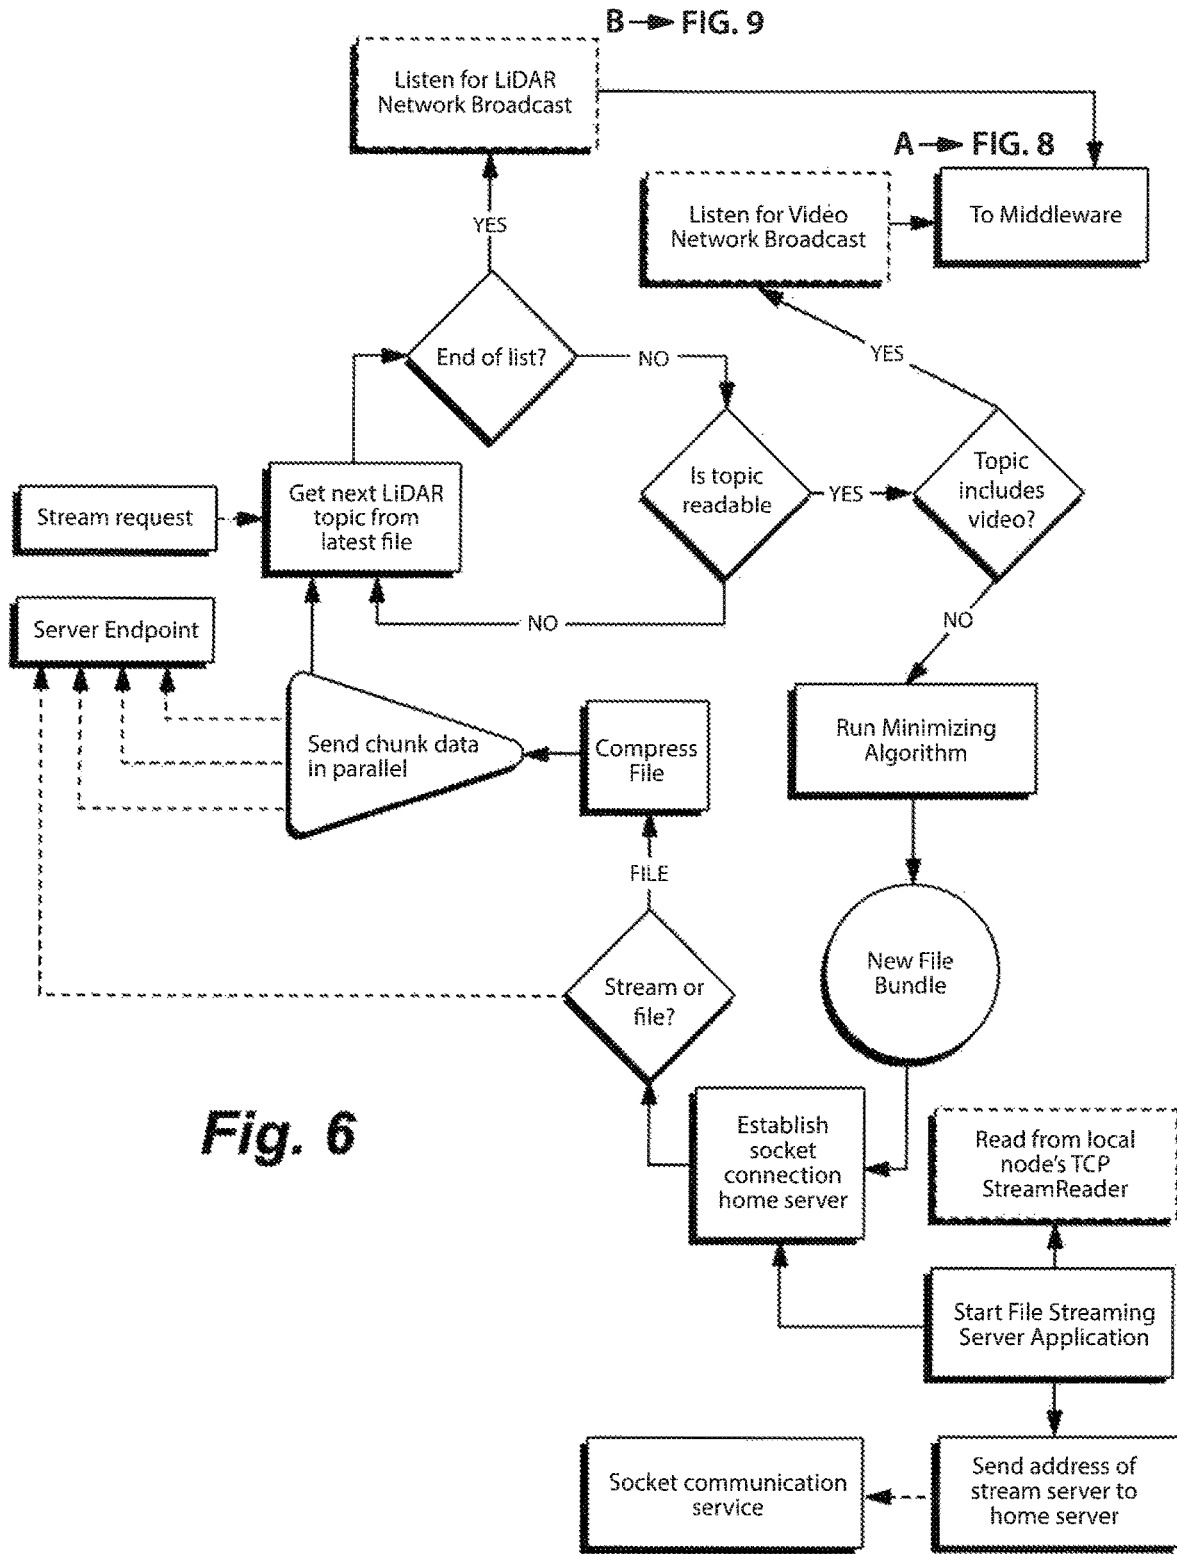 B → FIG. 9
Listen for LiDAR
Network Broadcast
A → FIG. 8
Listen for Video
Network Broadcast
To Middleware
YES
YES
End of list?
NO
Is topic
readable
YES
Topic
includes
video?
Stream request
Get next LiDAR
topic from
latest file
NO
NO
Server Endpoint
Send chunk data
in parallel
Compress
File
Run Minimizing
Algorithm
FILE
Stream or
file?
New File
Bundle
Fig. 6
Establish
socket
connection
home server
Read from local
node's TCP
StreamReader
Start File Streaming
Server Application
Socket communication
service
Send address of
stream server to
home server